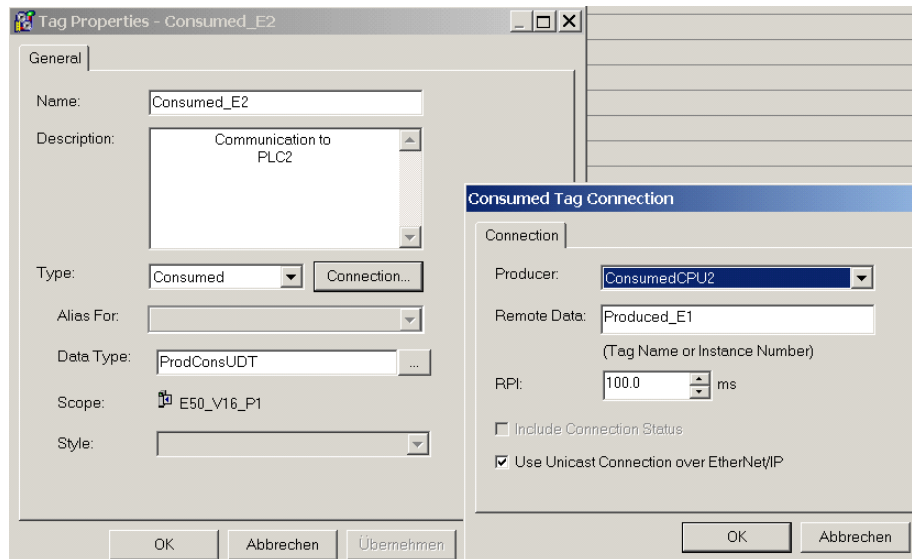 Tag Properties - Consumed_E2
General
Name:
Consumed_E2
Description:
Communication to
PLC2
Type:
Consumed
Connection...
Alias For:
Data Type:
ProdConsUDT
...
Scope:
E50_V16_P1
Style:
OK
Abbrechen
Übernehmen
Consumed Tag Connection
Connection
Producer:
ConsumedCPU2
Remote Data:
Produced_E1
(Tag Name or Instance Number)
RPI:
100.0
ms
Include Connection Status
Use Unicast Connection over EtherNet/IP
OK
Abbrechen